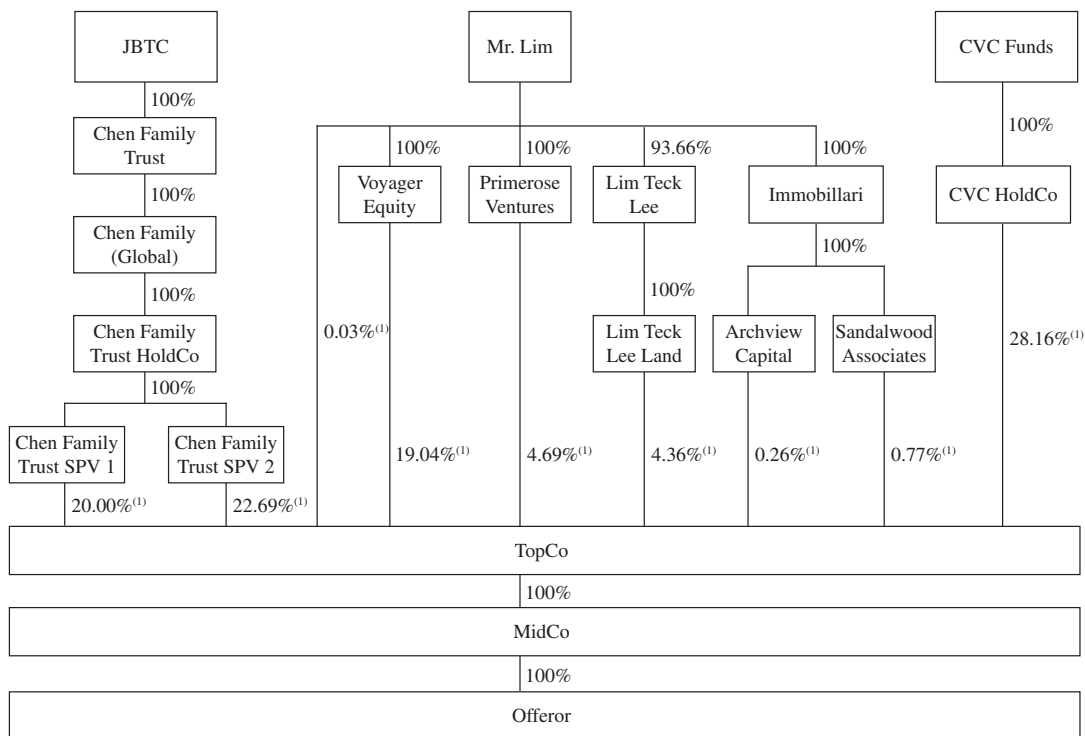 JBTC
Mr. Lim
CVC Funds
100%
Chen Family
Trust
100%
Chen Family
(Global)
100%
Chen Family
Trust HoldCo
100%
Chen Family
Trust SPV 1
Chen Family
Trust SPV 2
20.00%(1)
22.69%(1)
0.03%(1)
100%
Voyager
Equity
19.04%(1)
100%
Primerose
Ventures
4.69%(1)
93.66%
Lim Teck
Lee
100%
Lim Teck
Lee Land
4.36%(1)
100%
Immobillari
100%
Archview
Capital
Sandalwood
Associates
0.26%(1)
0.77%(1)
100%
CVC HoldCo
28.16%(1)
TopCo
100%
MidCo
100%
Offeror